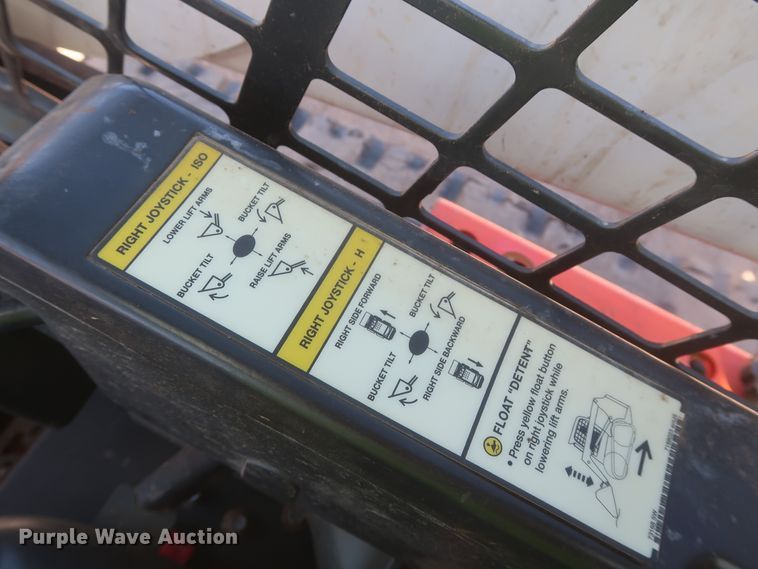 RIGHT JOYSTICK - ISO
LOWER LIFT ARMS
BUCKET TILT
BUCKET TILT
RAISE LIFT ARMS
RIGHT JOYSTICK - H
RIGHT SIDE FORWARD
BUCKET TILT
BUCKET TILT
RIGHT SIDE BACKWARD
FLOAT "DETENT"
• Press yellow float button
on right joystick while
lowering lift arms.
Purple Wave Auction